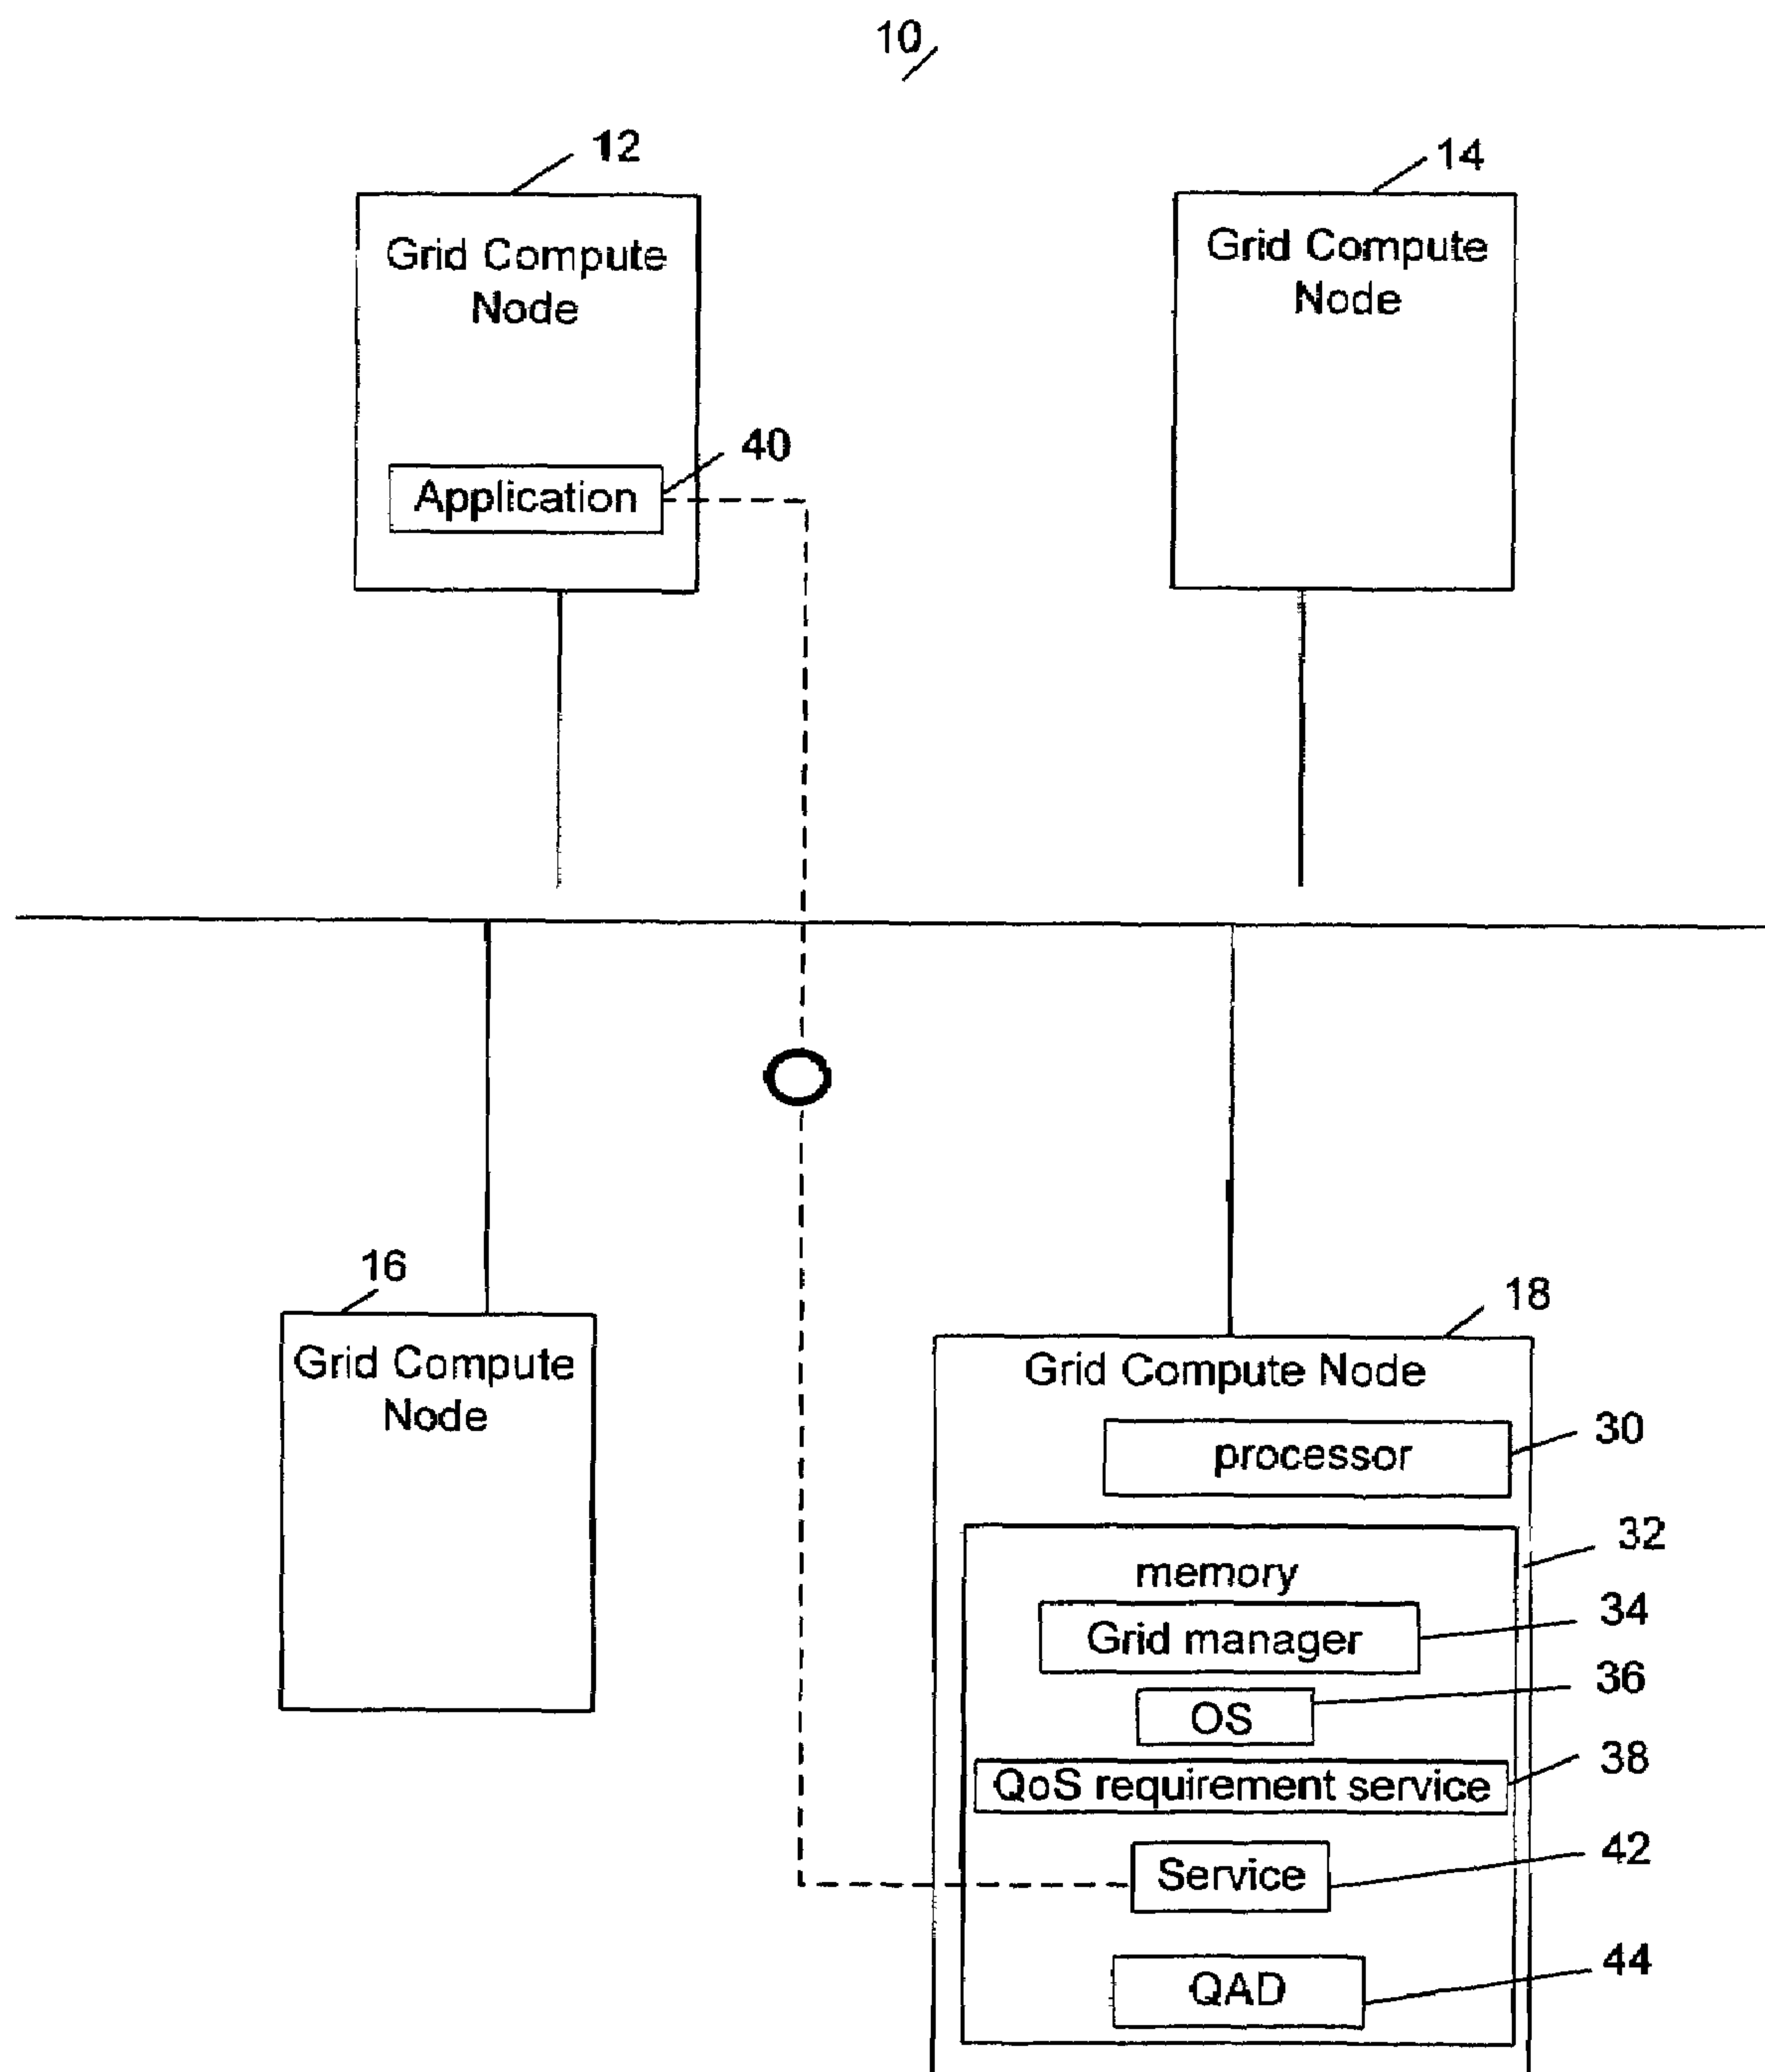 10
12
14
Grid Compute
Node
Grid Compute
Node
40
Application
16
18
Grid Compute
Node
Grid Compute Node
30
processor
32
memory
34
Grid manager
36
OS
38
QoS requirement service
42
Service
44
QAD